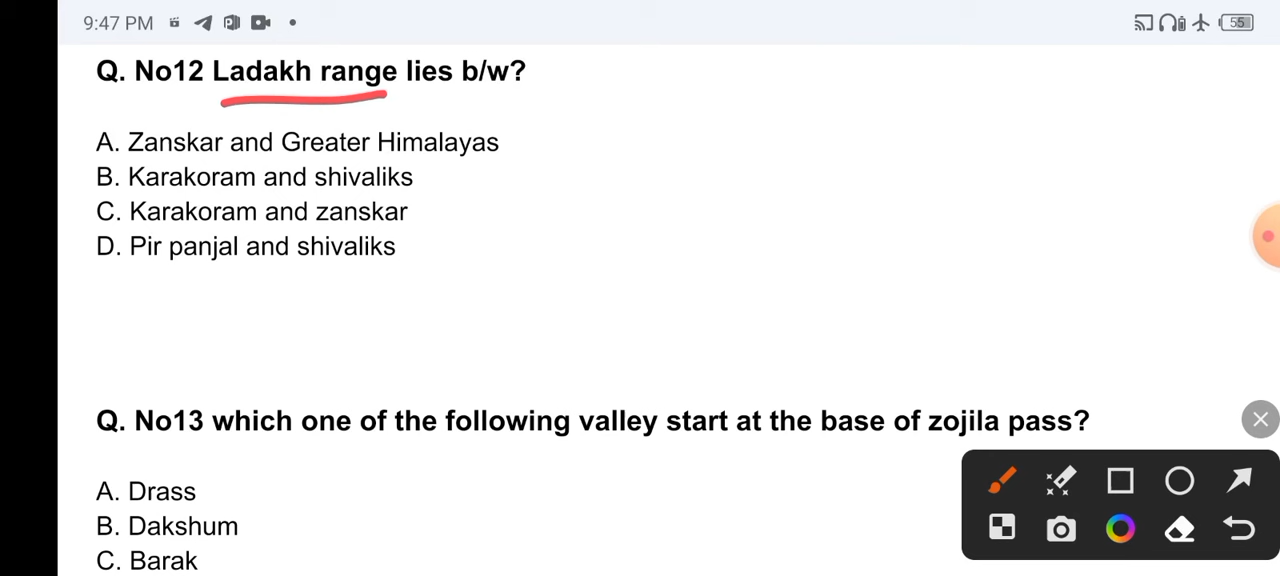 9:47 PM
55
Q. No12 Ladakh range lies b/w?
A. Zanskar and Greater Himalayas
B. Karakoram and shivaliks
C. Karakoram and zanskar
D. Pir panjal and shivaliks
Q. No13 which one of the following valley start at the base of zojila pass?
A. Drass
B. Dakshum
C. Barak